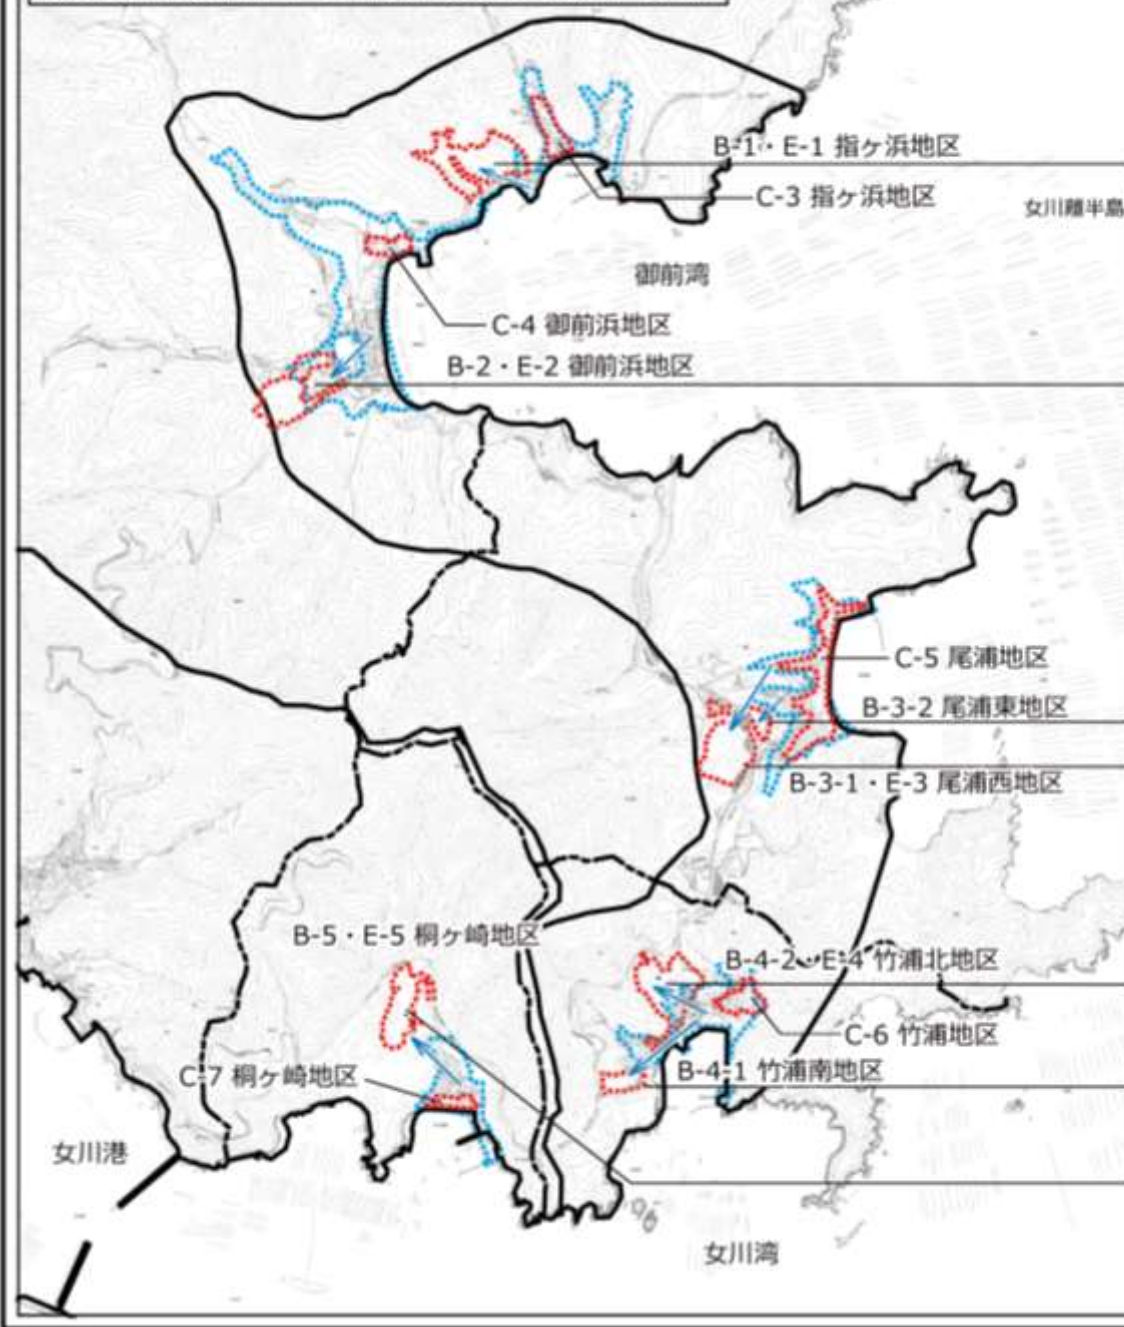 B-1・E-1 指ヶ浜地区
C-3 指ヶ浜地区
女川離半島
御前湾
C-4 御前浜地区
B-2・E-2 御前浜地区
C-5 尾浦地区
B-3-2 尾浦東地区
B-3-1・E-3 尾浦西地区
B-5・E-5 桐ヶ崎地区
B-4-2・E-4 竹浦北地区
C-6 竹浦地区
B-4-1 竹浦南地区
C-7 桐ヶ崎地区
女川港
女川湾